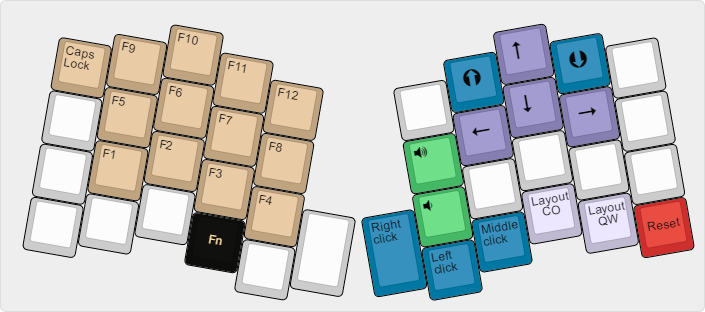 Caps
Lock
F9
F10
F11
F12
F5
F6
F7
F8
F1
F2
F3
F4
Fn
↑
←
↓
→
Right
click
Left
click
Middle
click
Layout
CO
Layout
QW
Reset